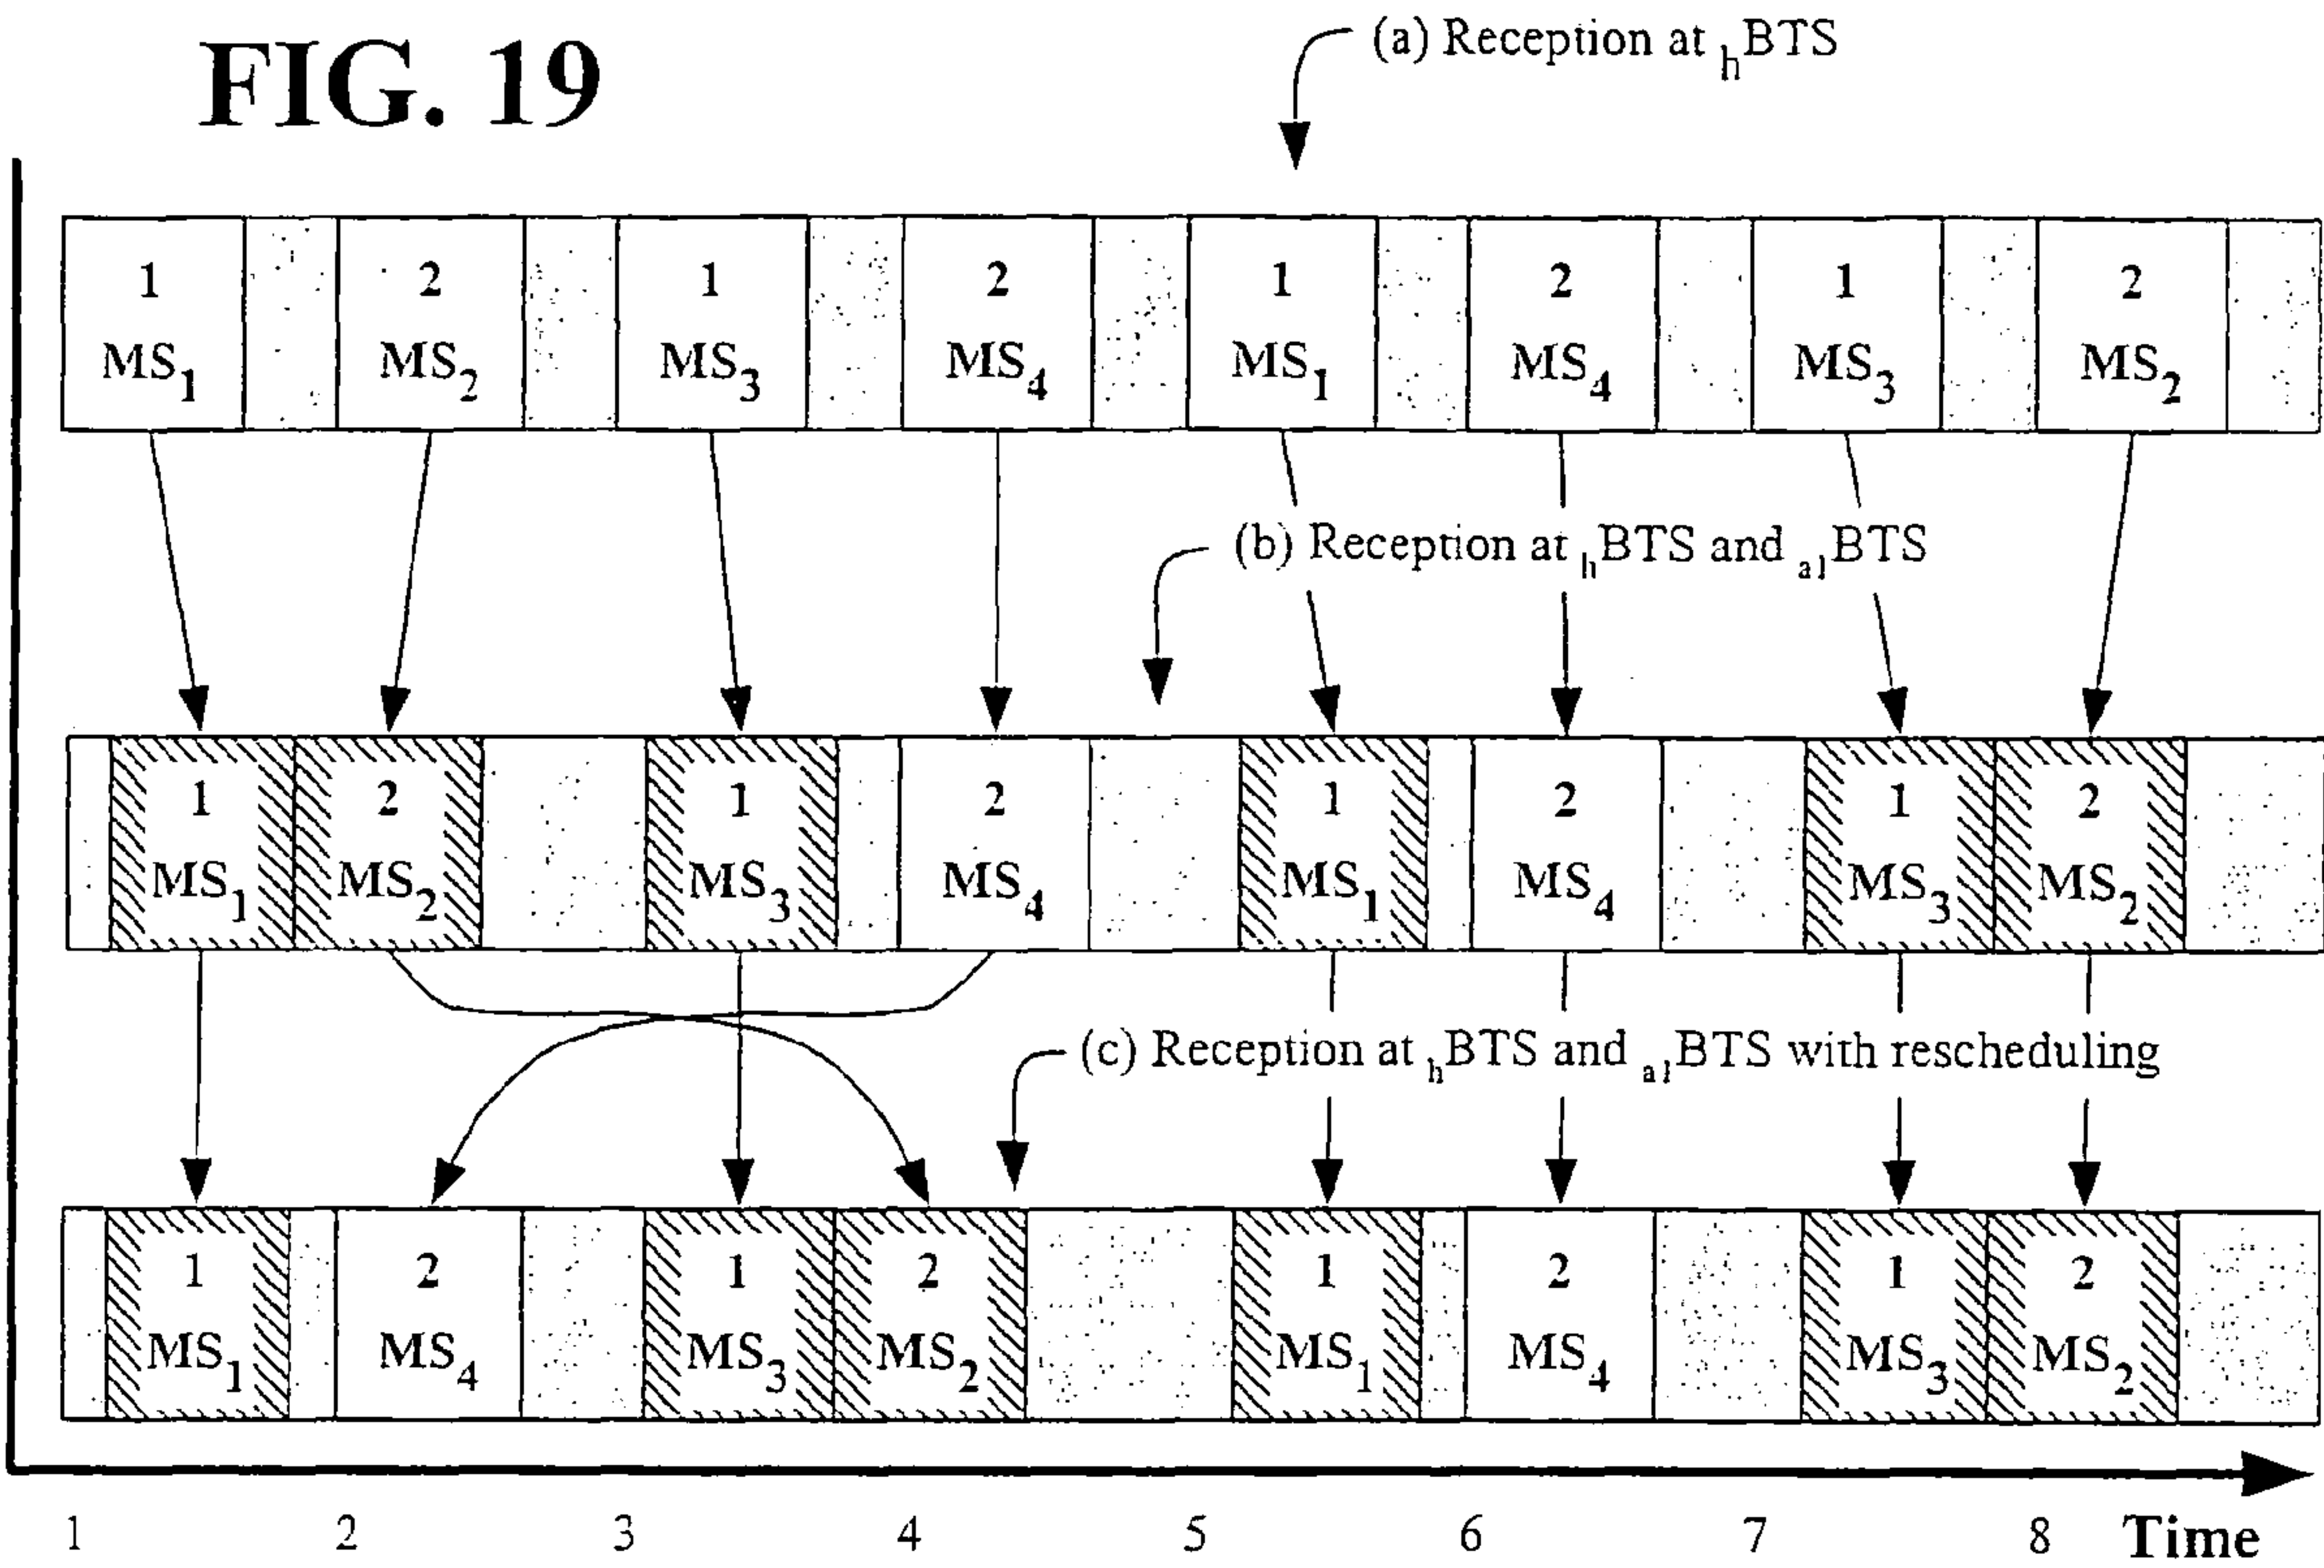 FIG. 19
(a) Reception at hBTS
1 2 1 2 1 2 1 2
MS1 MS2 MS3 MS4 MS1 MS4 MS3 MS2
(b) Reception at hBTS and a1BTS
1 2 1 2 1 2 1 2
MS1 MS2 MS3 MS4 MS1 MS4 MS3 MS2
(c) Reception at hBTS and a1BTS with rescheduling
1 2 1 2 1 2 1 2
MS1 MS4 MS3 MS2 MS1 MS4 MS3 MS2
1 2 3 4 5 6 7 8 Time